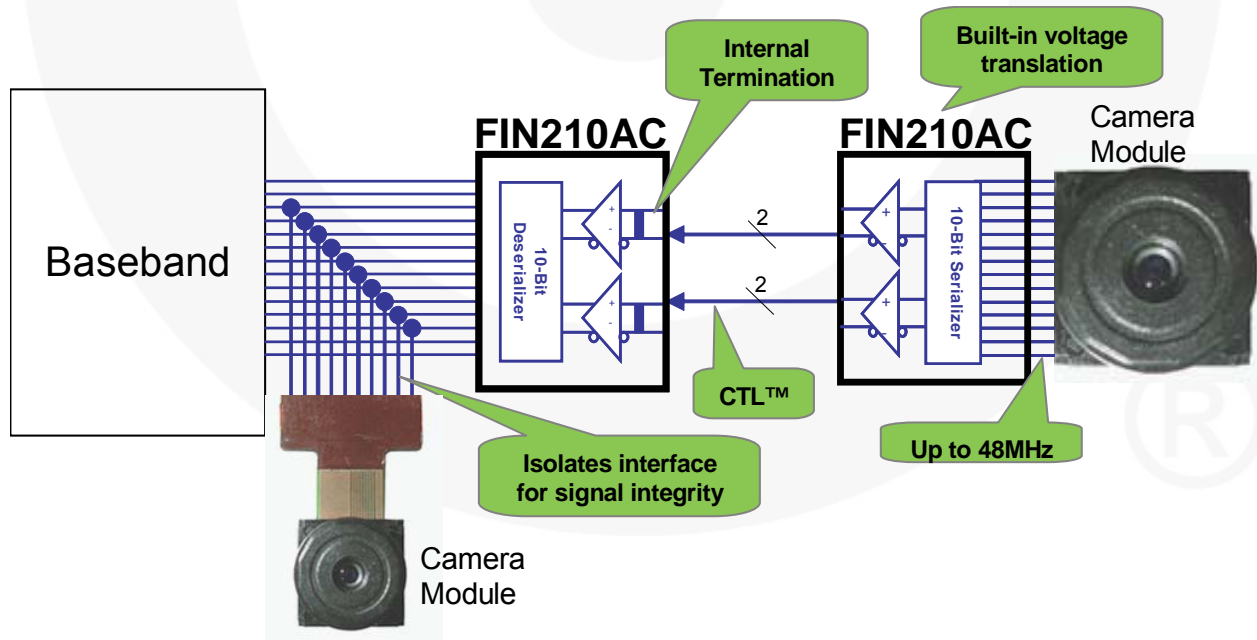 Internal
Termination
Built-in voltage
translation
FIN210AC
FIN210AC
Camera
Module
Baseband
10-Bit
Deserializer
+
-
+
-
2
2
+
-
+
-
10-Bit Serializer
CTL™
Up to 48MHz
Isolates interface
for signal integrity
Camera
Module
®